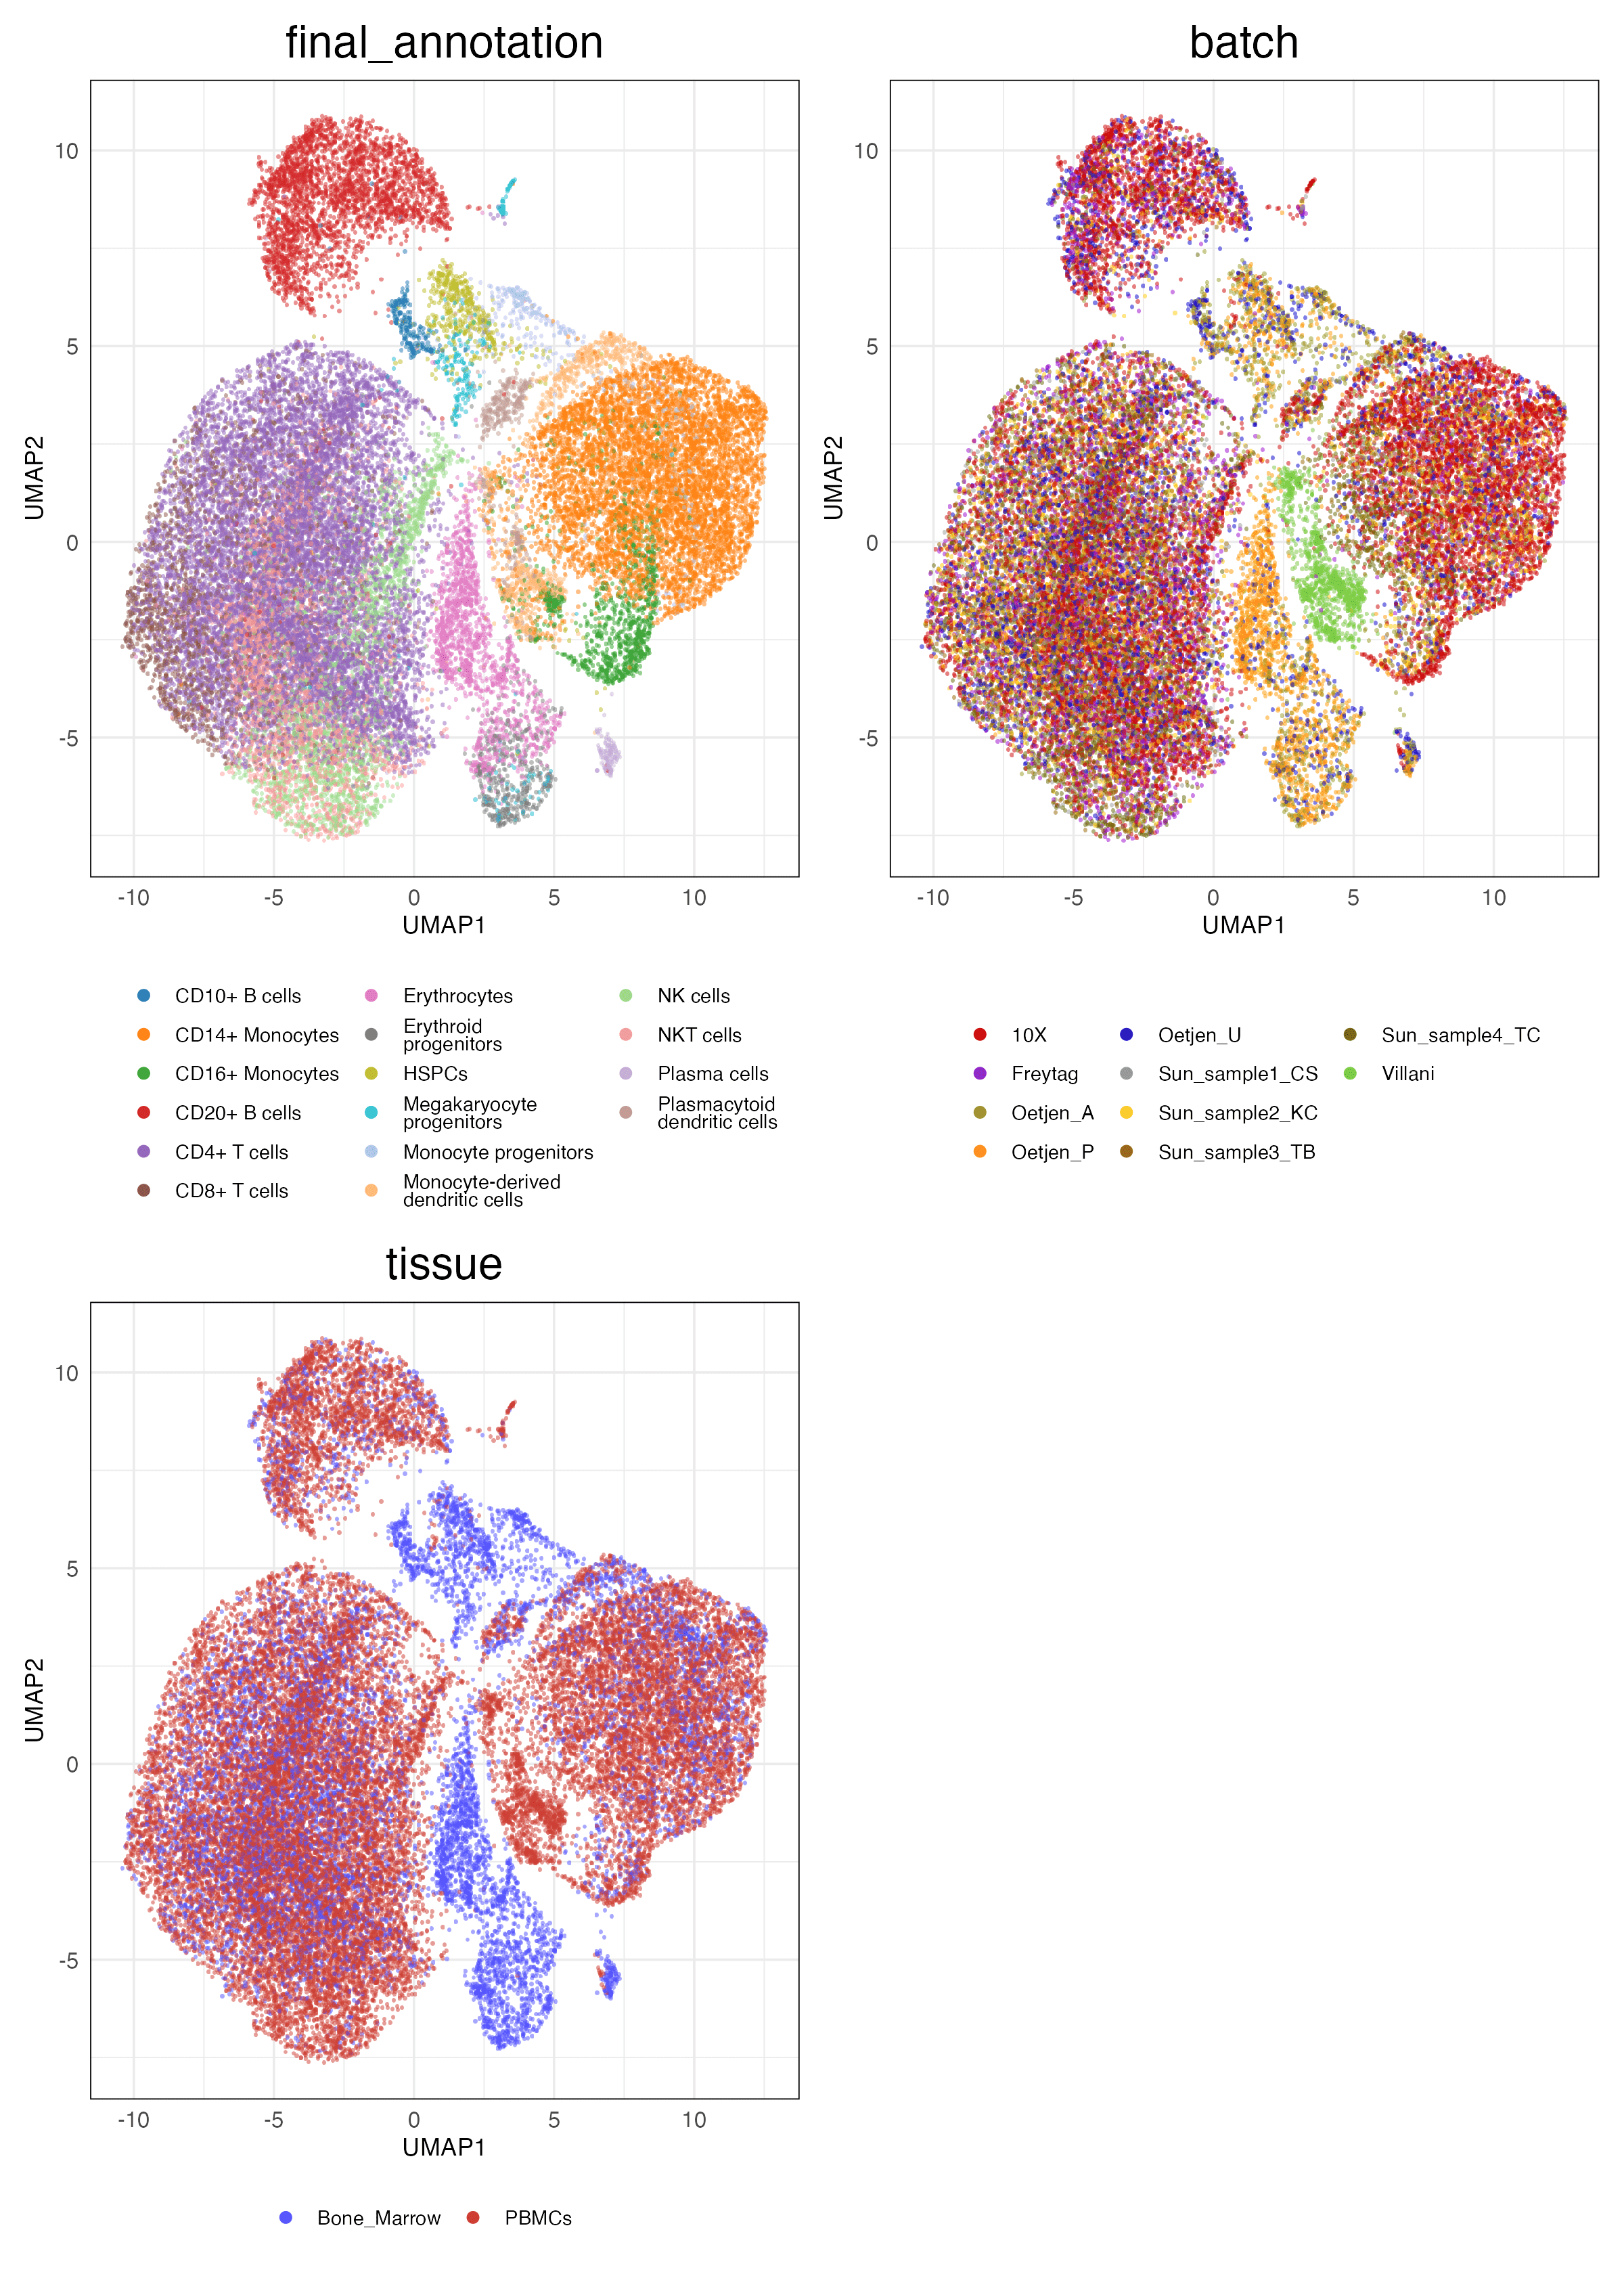 final_annotation
10
5
0
-5
UMAP2
-10 -5 0 5 10
UMAP1
CD10+ B cells
CD14+ Monocytes
CD16+ Monocytes
CD20+ B cells
CD4+ T cells
CD8+ T cells
Erythrocytes
Erythroid
progenitors
HSPCs
Megakaryocyte
progenitors
Monocyte progenitors
Monocyte-derived
dendritic cells
NK cells
NKT cells
Plasma cells
Plasmacytoid
dendritic cells
batch
10
5
0
-5
UMAP2
-10 -5 0 5 10
UMAP1
10X
Freytag
Oetjen_A
Oetjen_P
Oetjen_U
Sun_sample1_CS
Sun_sample2_KC
Sun_sample3_TB
Sun_sample4_TC
Villani
tissue
10
5
0
-5
UMAP2
-10 -5 0 5 10
UMAP1
Bone_Marrow
PBMCs